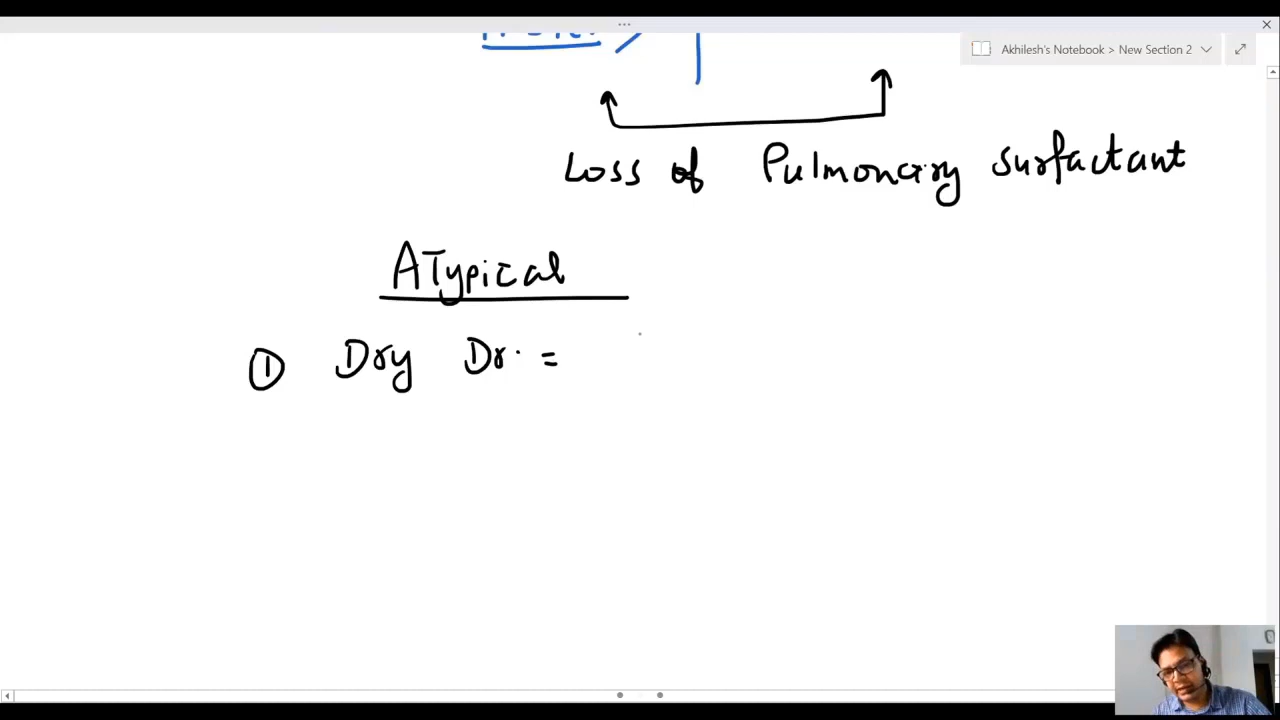 Akhilesh's Notebook > New Section 2
Loss of Pulmonary surfactant
ATypical
① Dry Dr. =